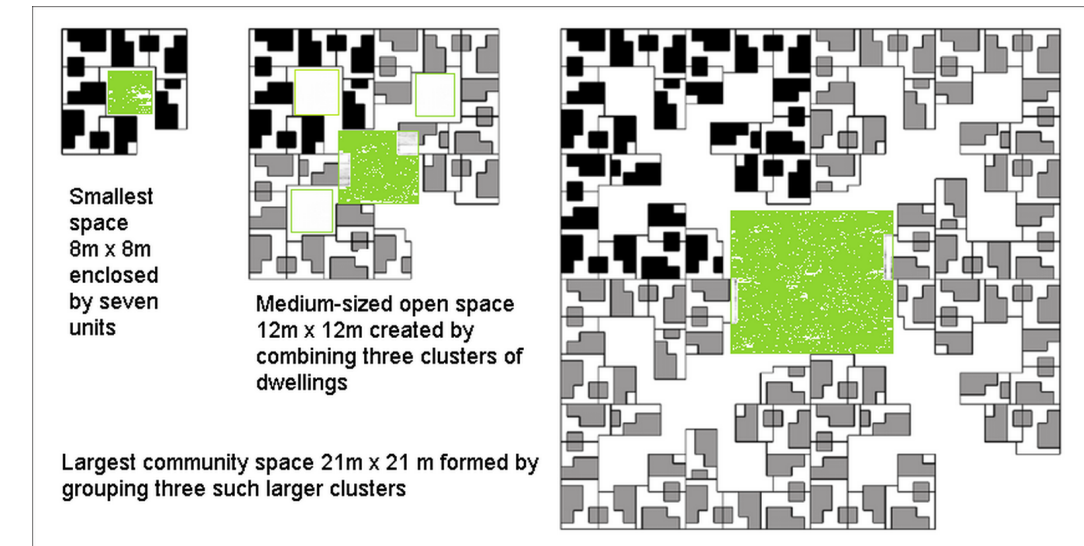 Smallest
space
8m x 8m
enclosed
by seven
units
Medium-sized open space
12m x 12m created by
combining three clusters of
dwellings
Largest community space 21m x 21 m formed by
grouping three such larger clusters